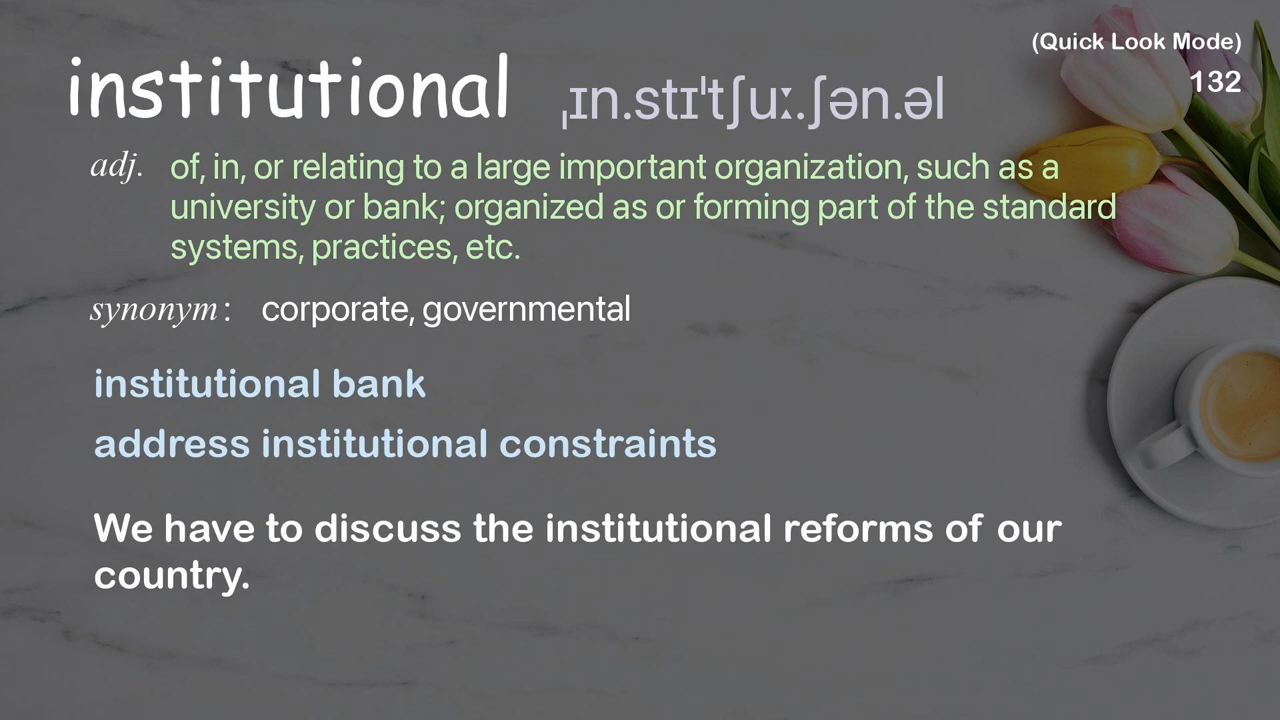 (Quick Look Mode)
132
institutional ˌɪn.stɪˈtʃuː.ʃən.əl
adj. of, in, or relating to a large important organization, such as a
university or bank; organized as or forming part of the standard
systems, practices, etc.
synonym : corporate, governmental
institutional bank
address institutional constraints
We have to discuss the institutional reforms of our
country.